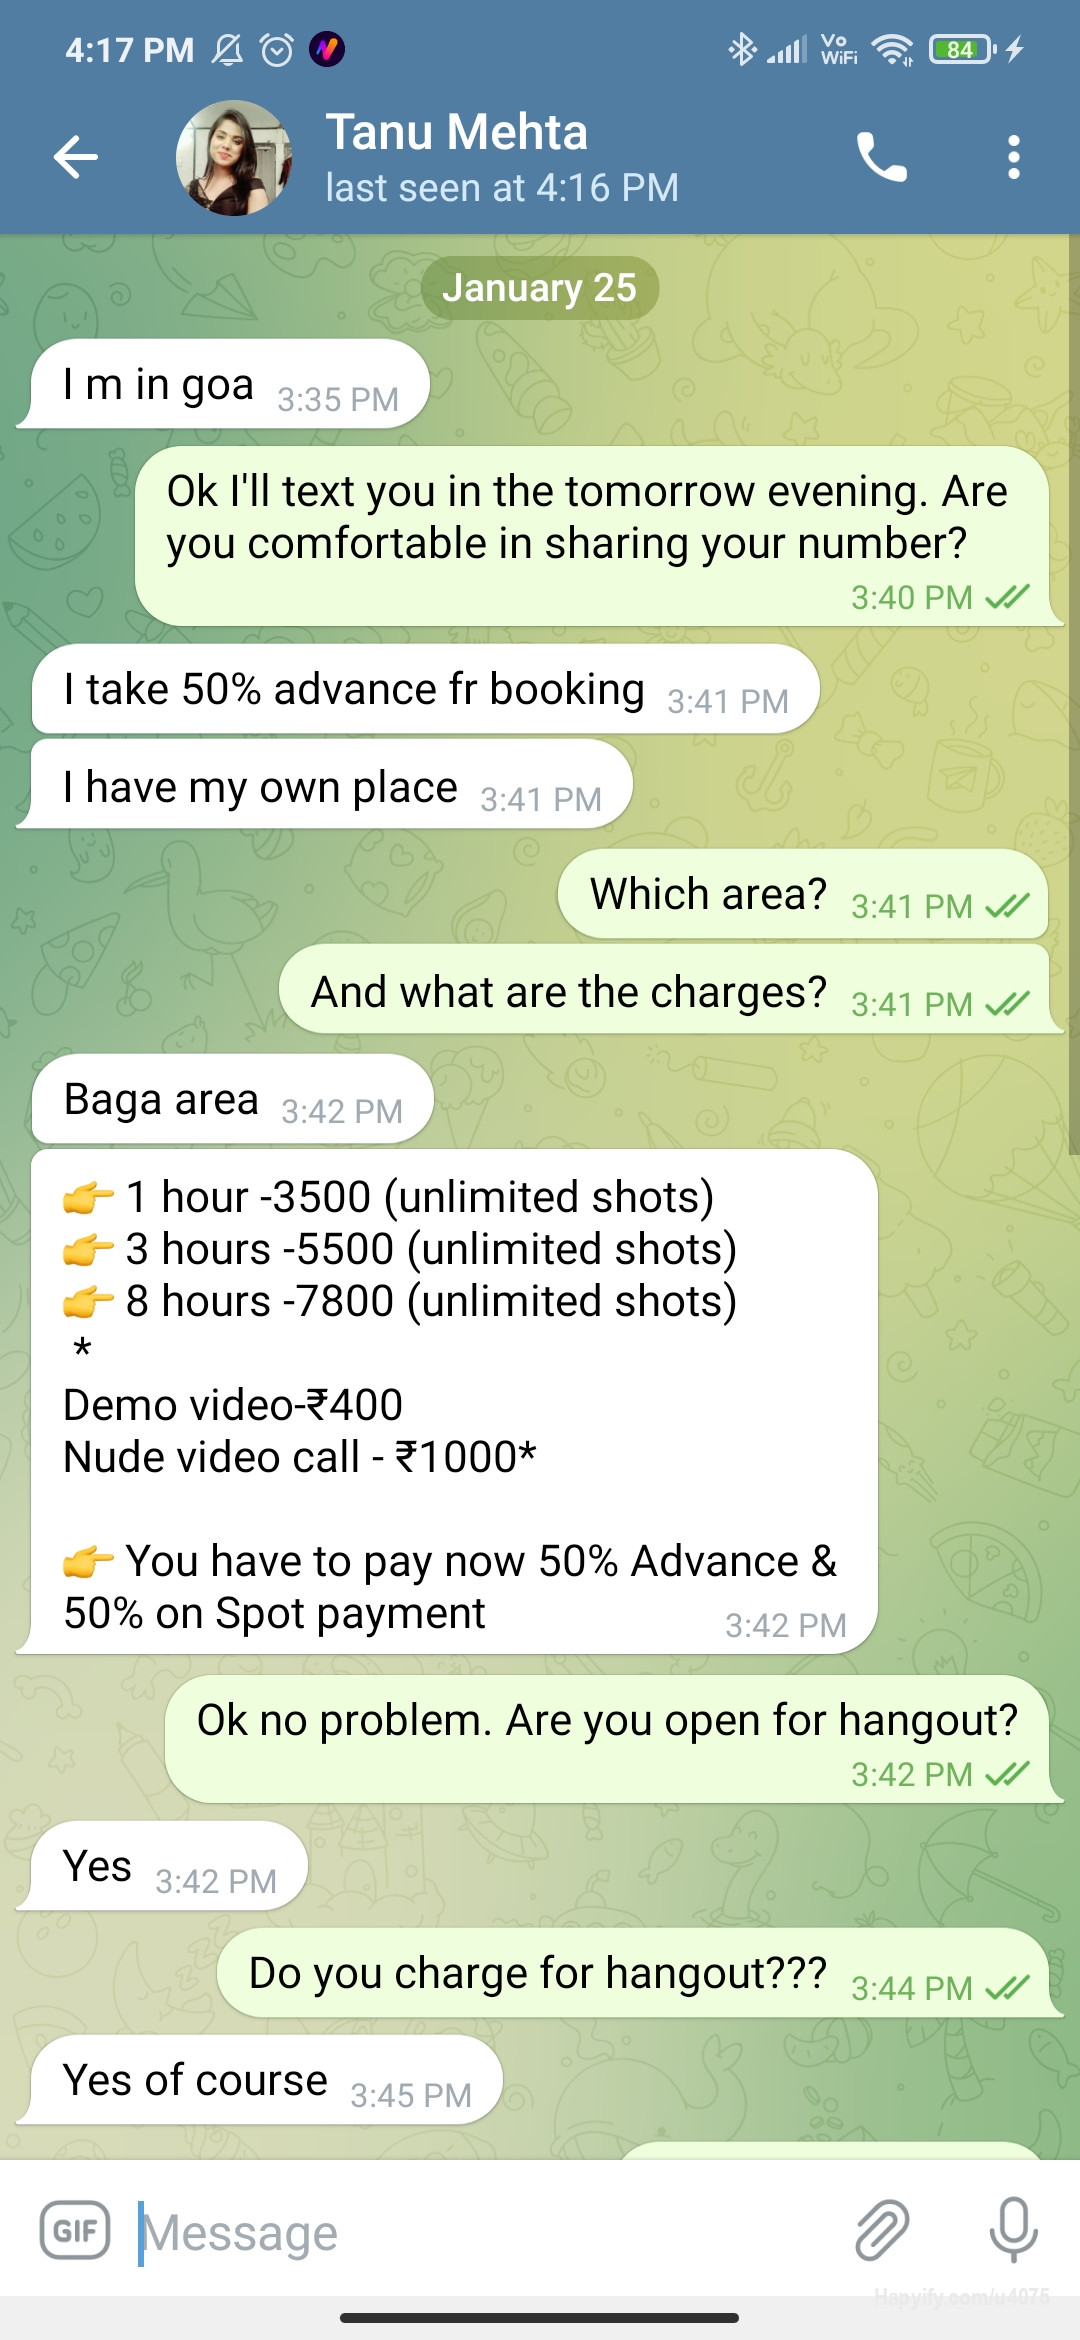 4:17 PM
Vo
WiFi
84
Tanu Mehta
last seen at 4:16 PM
January 25
I m in goa 3:35 PM
Ok I'll text you in the tomorrow evening. Are
you comfortable in sharing your number?
3:40 PM
I take 50% advance fr booking 3:41 PM
I have my own place 3:41 PM
Which area? 3:41 PM
And what are the charges? 3:41 PM
Baga area 3:42 PM
👉 1 hour -3500 (unlimited shots)
👉 3 hours -5500 (unlimited shots)
👉 8 hours -7800 (unlimited shots)
*
Demo video-₹400
Nude video call - ₹1000*
👉 You have to pay now 50% Advance &
50% on Spot payment 3:42 PM
Ok no problem. Are you open for hangout?
3:42 PM
Yes 3:42 PM
Do you charge for hangout??? 3:44 PM
Yes of course 3:45 PM
GIF Message
Hapyify.com/u4075